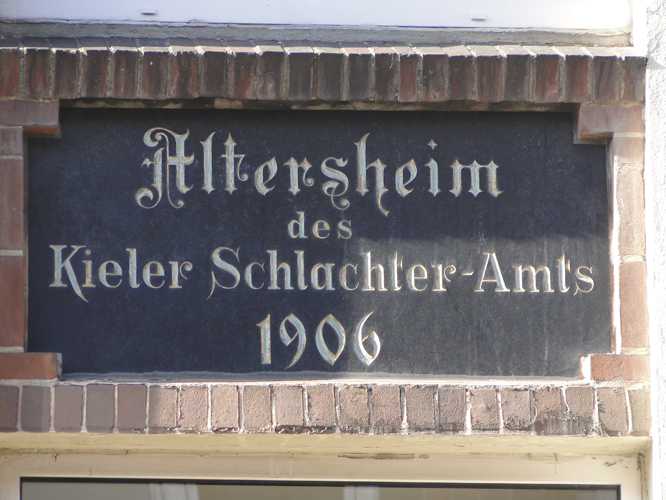 Altersheim
des
Kieler Schlachter-Amts
1906